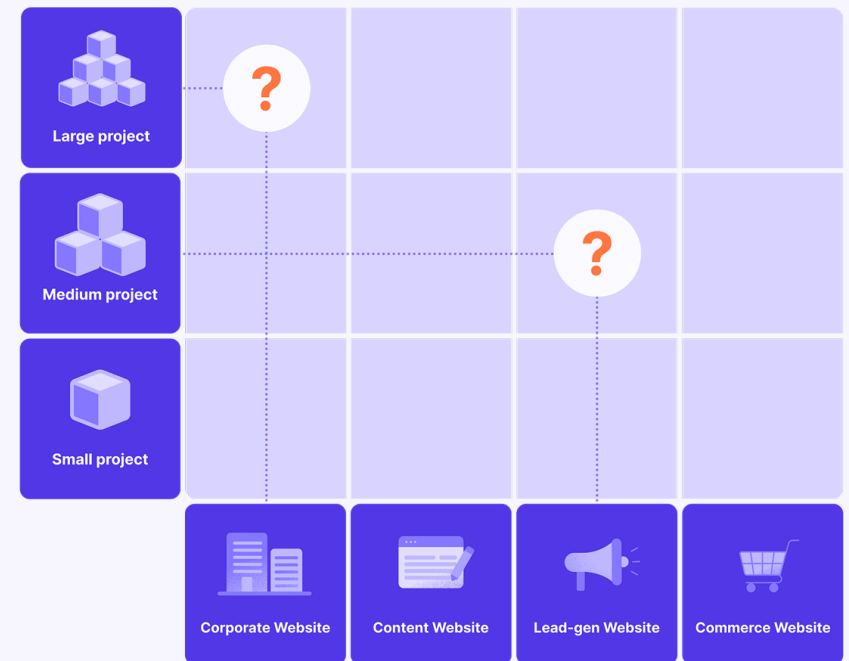 ?
Large project
?
Medium project
Small project
Corporate Website
Content Website
Lead-gen Website
Commerce Website